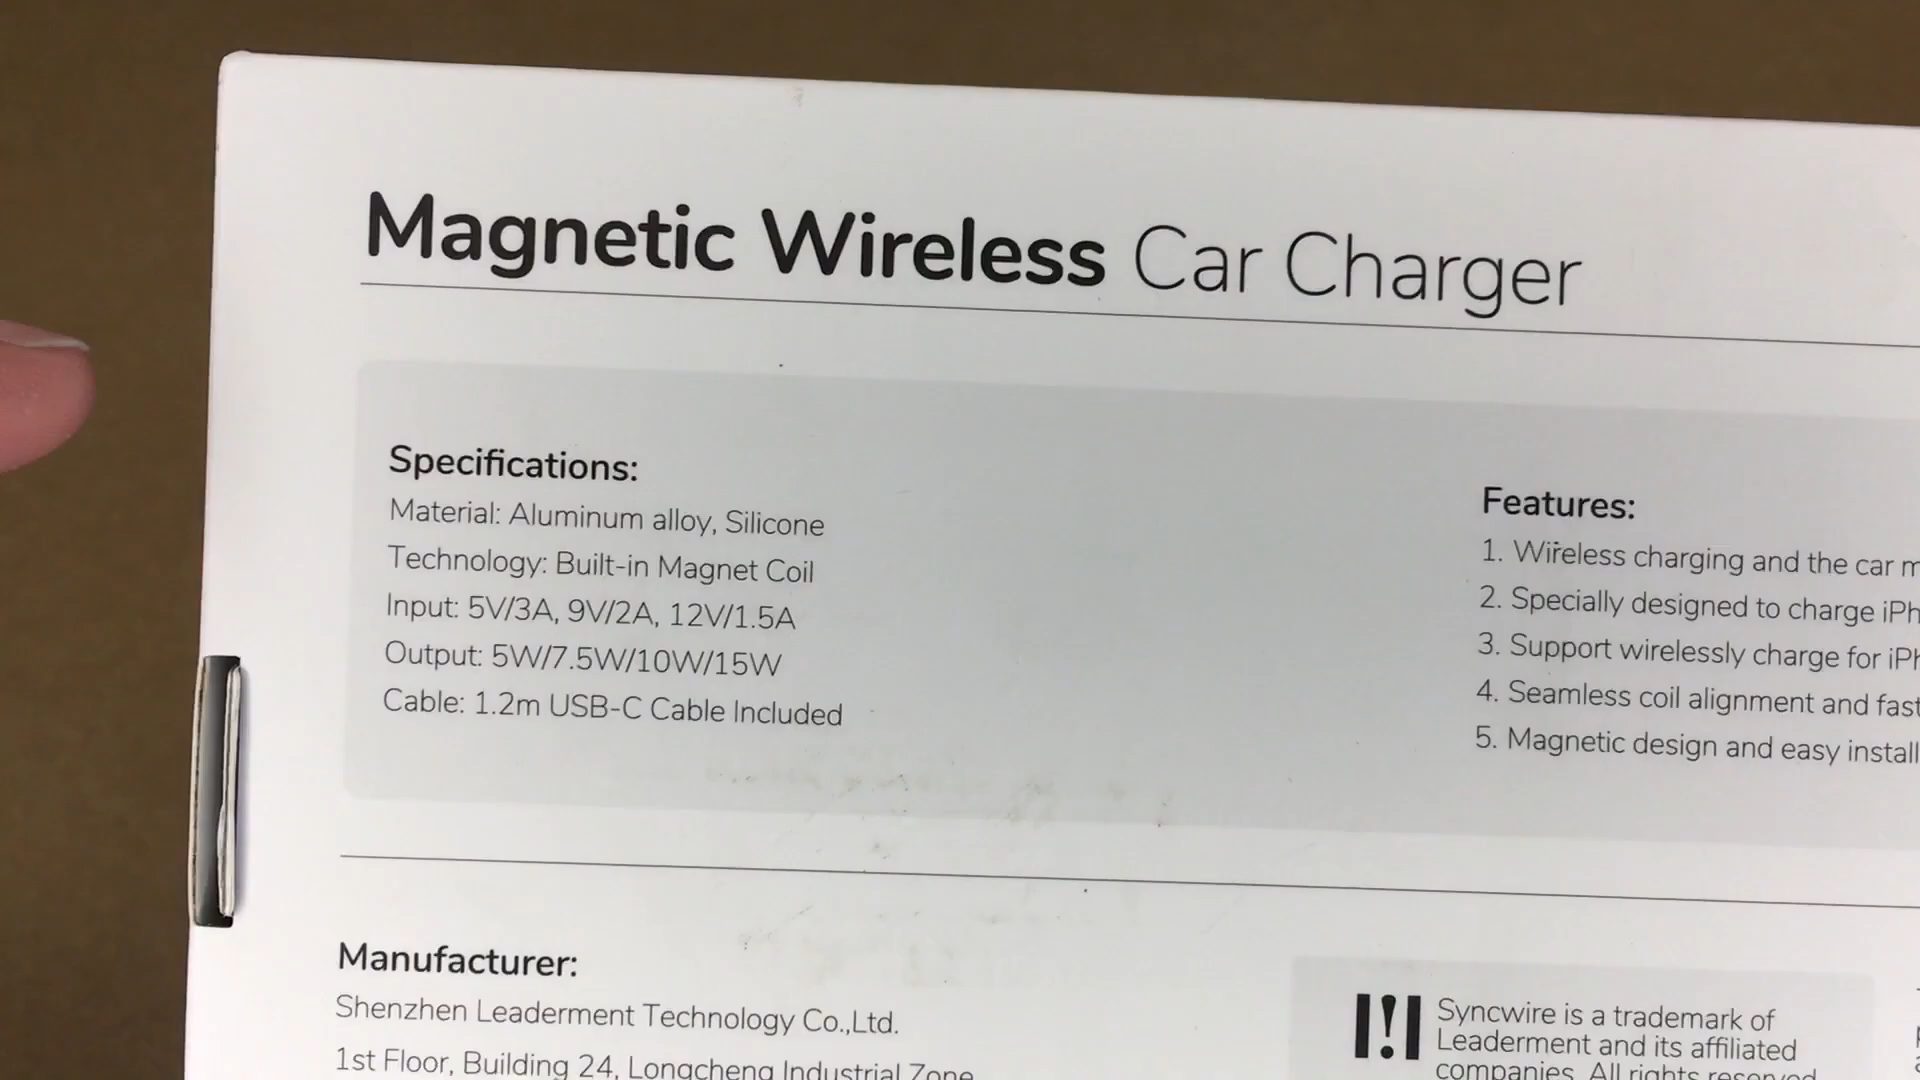 Magnetic Wireless Car Charger
Specifications:
Material: Aluminum alloy, Silicone
Technology: Built-in Magnet Coil
Input: 5V/3A, 9V/2A, 12V/1.5A
Output: 5W/7.5W/10W/15W
Cable: 1.2m USB-C Cable Included
Features:
1. Wireless charging and the car
2. Specially designed to charge
3. Support wirelessly charge for
4. Seamless coil alignment and
5. Magnetic design and easy
Manufacturer:
Shenzhen Leaderment Technology Co.,Ltd.
1st Floor, Building 24, Longcheng Industrial Zone
Syncwire is a trademark of
Leaderment and its affiliated
companies. All rights reserved